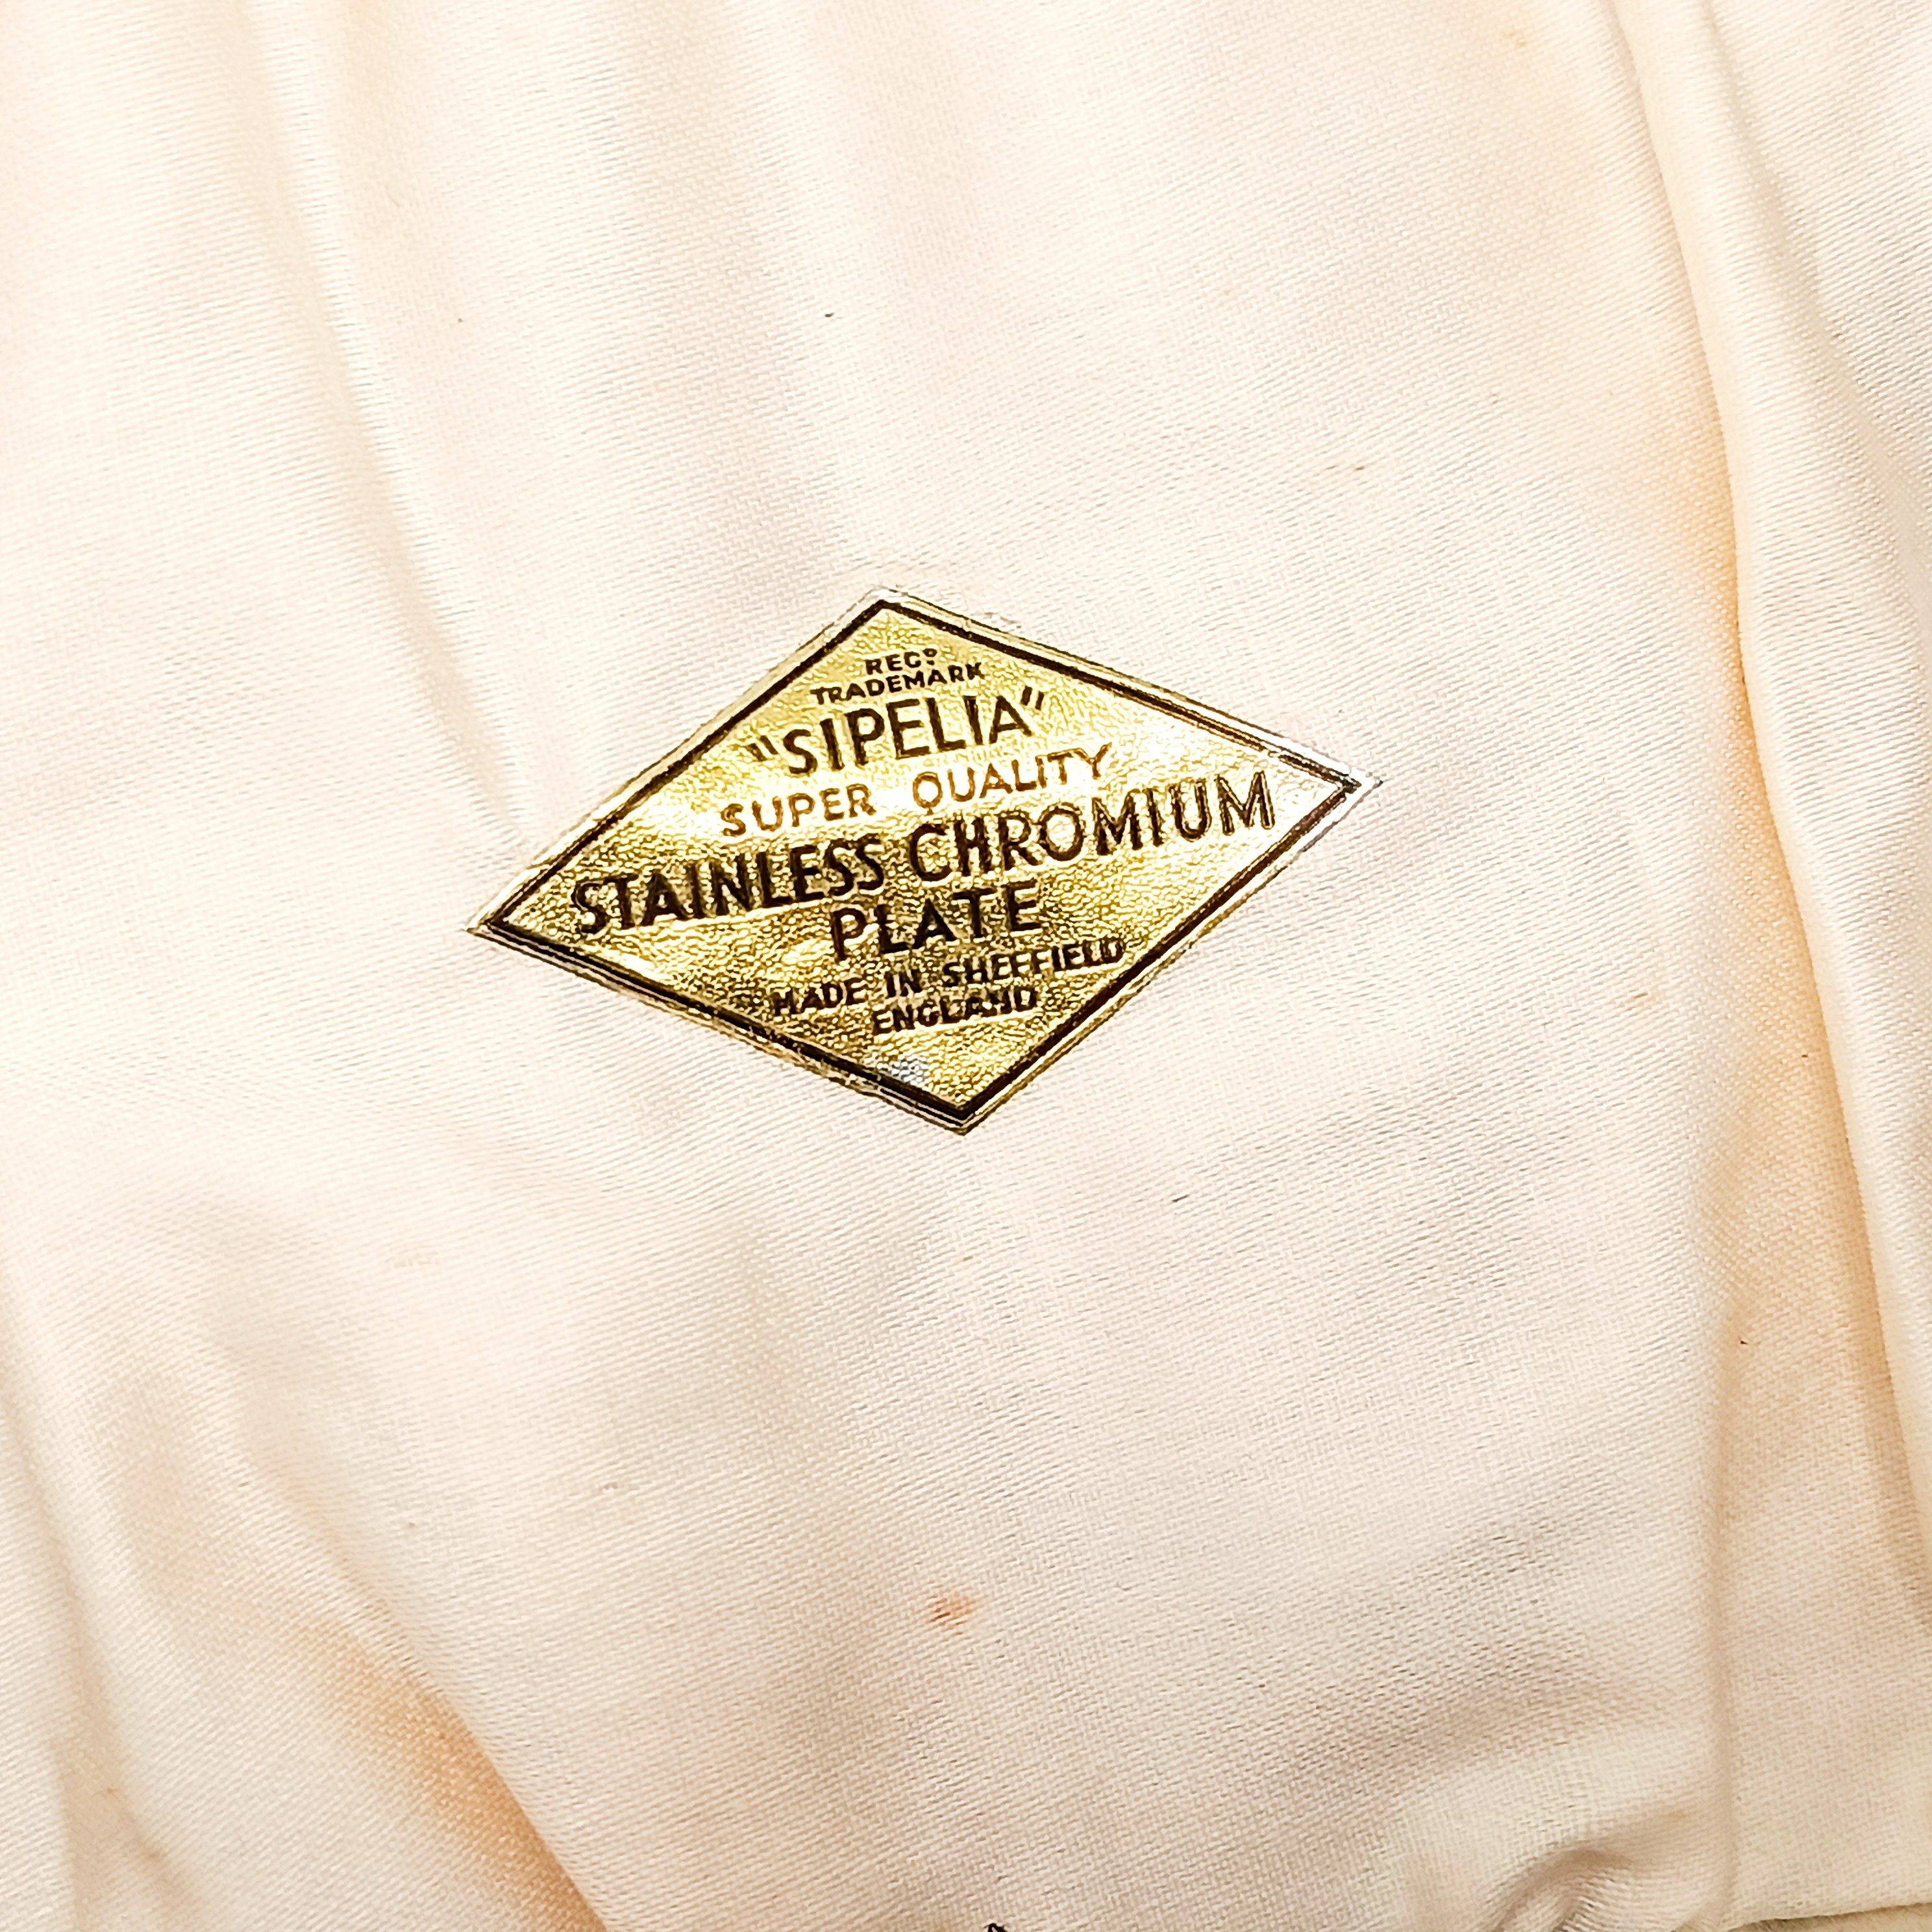 REGD
TRADEMARK
"SIPELIA"
SUPER QUALITY
STAINLESS CHROMIUM
PLATE
MADE IN SHEFFIELD
ENGLAND